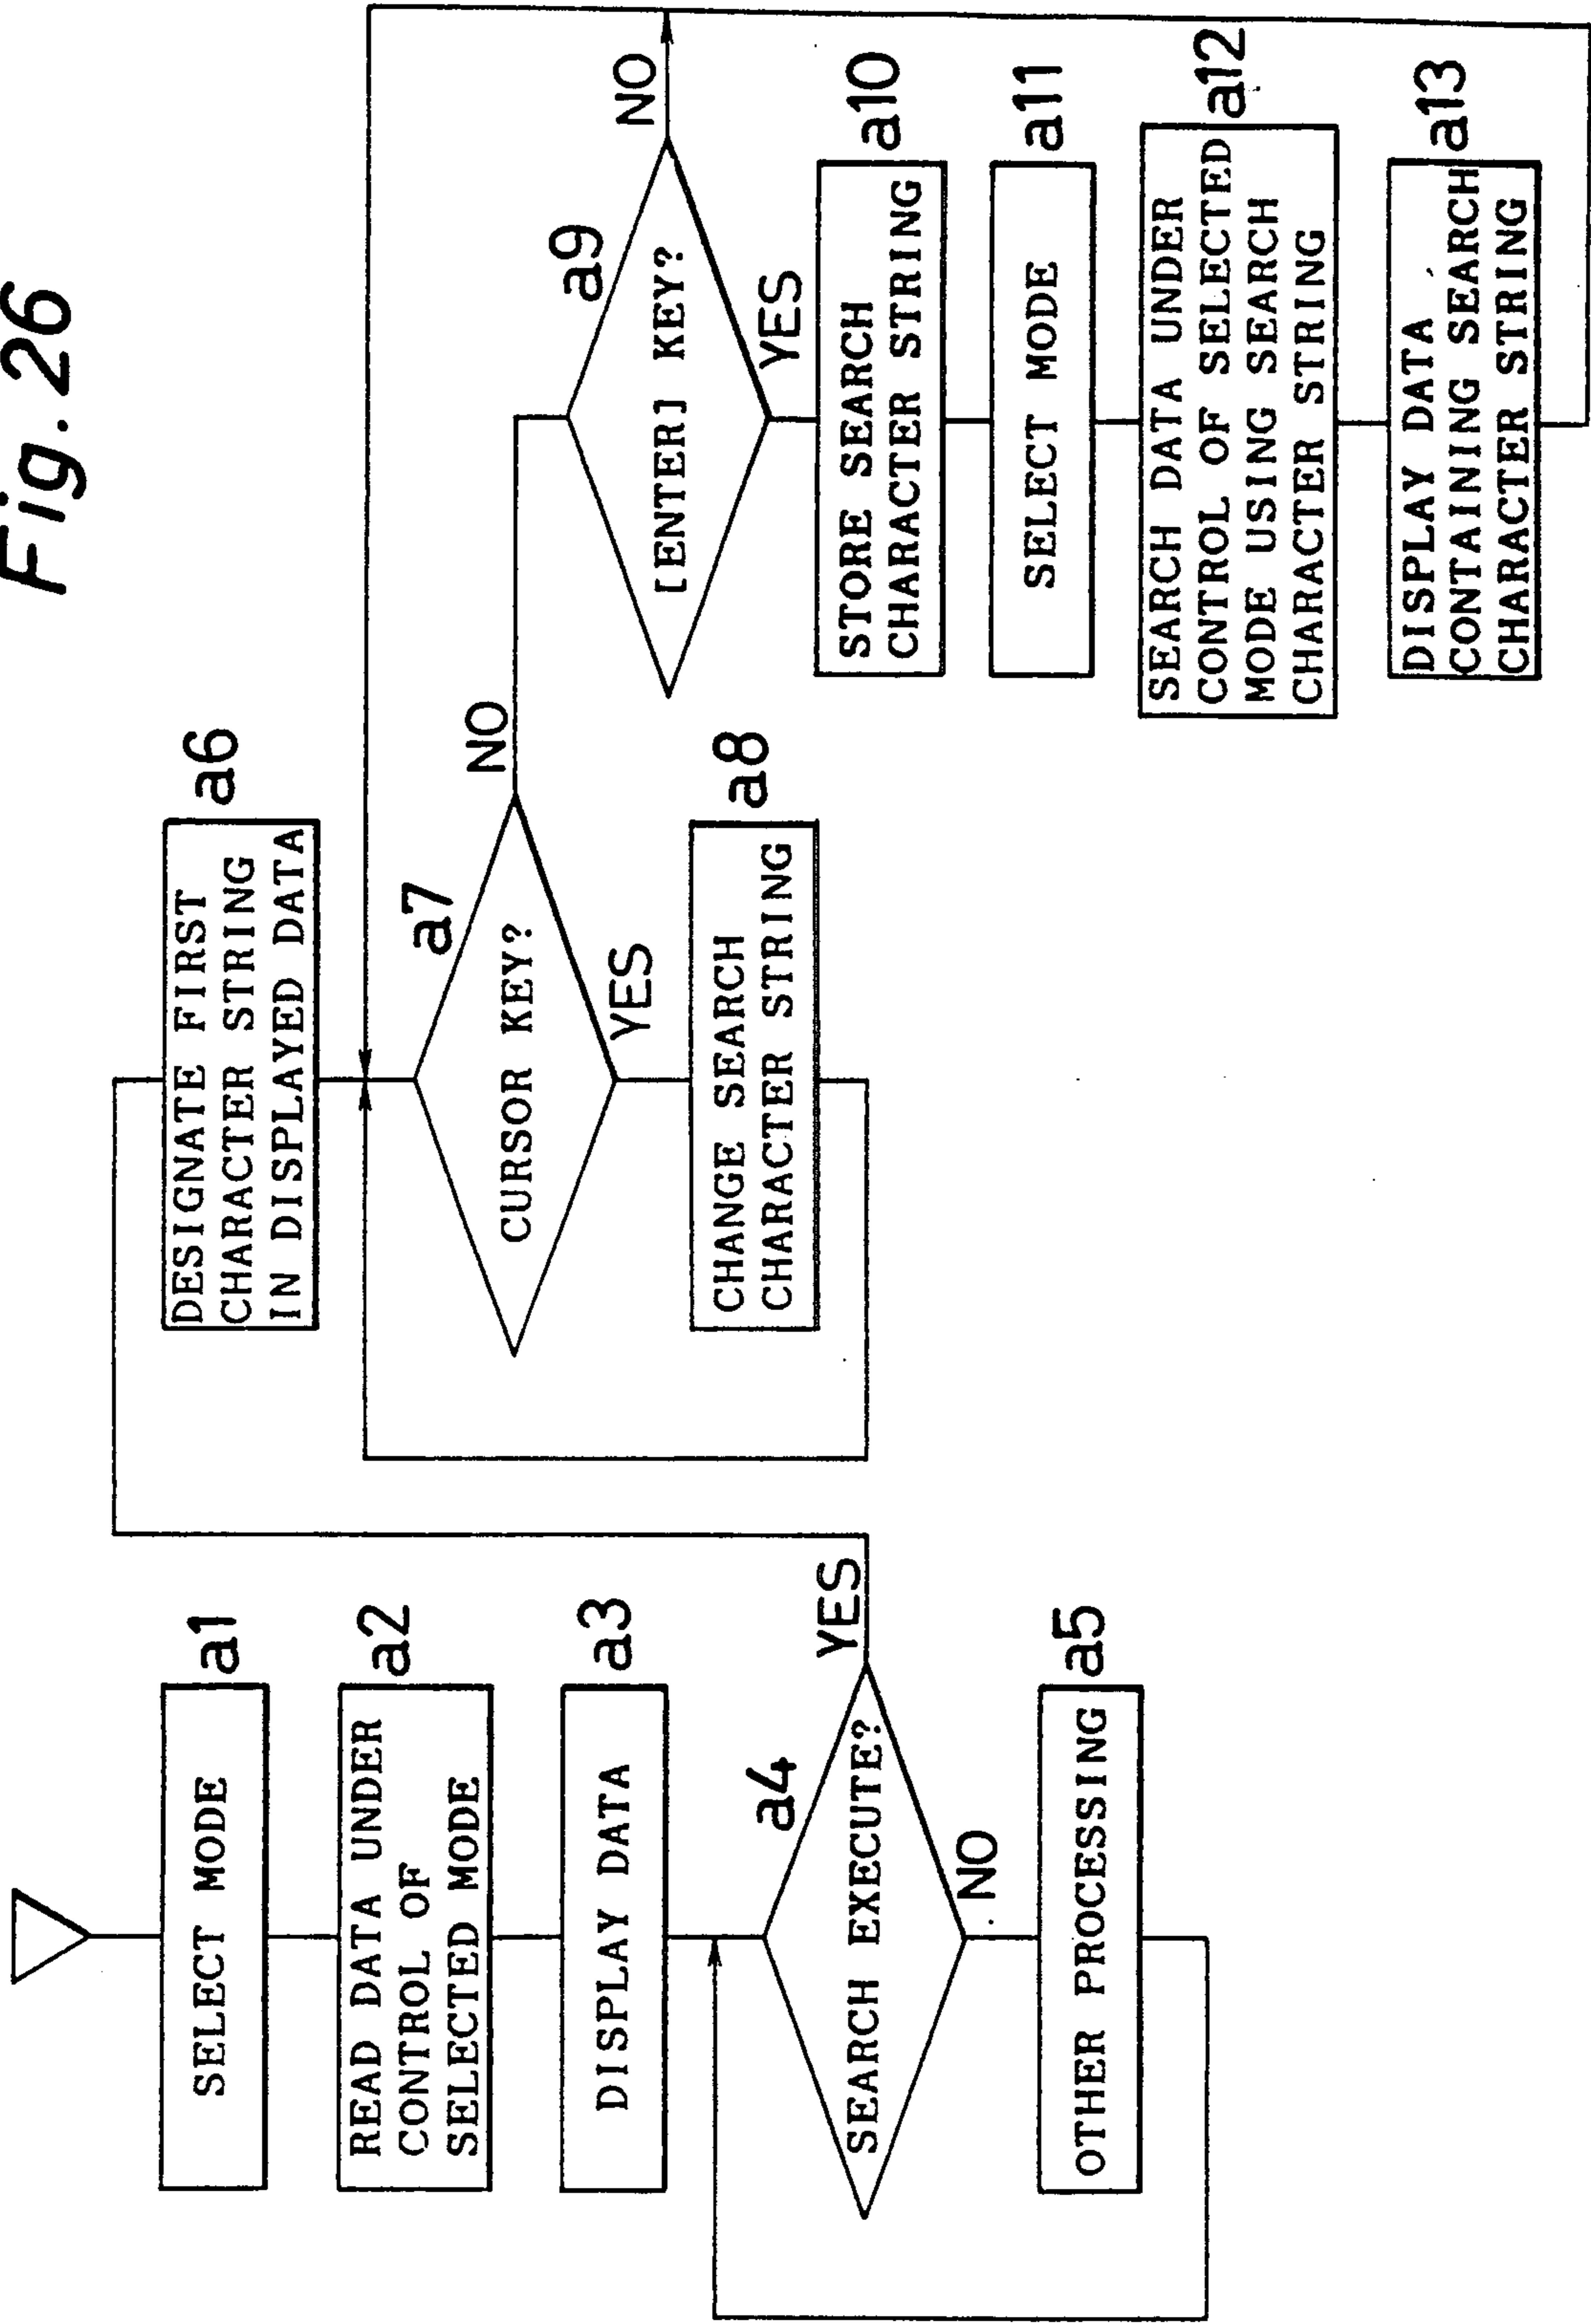 Fig. 26
SELECT MODE
a1
READ DATA UNDER
CONTROL OF
SELECTED MODE
a2
DISPLAY DATA
a3
SEARCH EXECUTE?
a4
YES
NO
OTHER PROCESSING
a5
DESIGNATE FIRST
CHARACTER STRING
IN DISPLAYED DATA
a6
CURSOR KEY?
a7
NO
YES
CHANGE SEARCH
CHARACTER STRING
a8
[ENTER] KEY?
a9
NO
YES
STORE SEARCH
CHARACTER STRING
a10
SELECT MODE
a11
SEARCH DATA UNDER
CONTROL OF SELECTED
MODE USING SEARCH
CHARACTER STRING
a12
DISPLAY DATA
CONTAINING SEARCH
CHARACTER STRING
a13